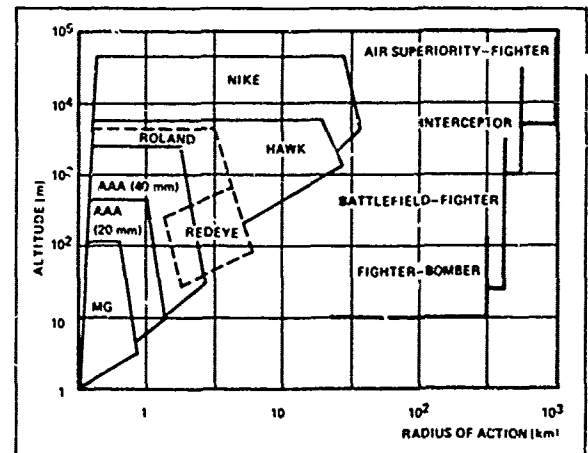 10⁵
AIR SUPERIORITY-FIGHTER
NIKE
10⁴
INTERCEPTOR
ROLAND
HAWK
10³
AAA (40 mm)
BATTLEFIELD-FIGHTER
AAA
(20 mm)
REDEYE
10²
FIGHTER-BOMBER
MG
10
1
ALTITUDE [m]
1
10
10²
10³
RADIUS OF ACTION [km]